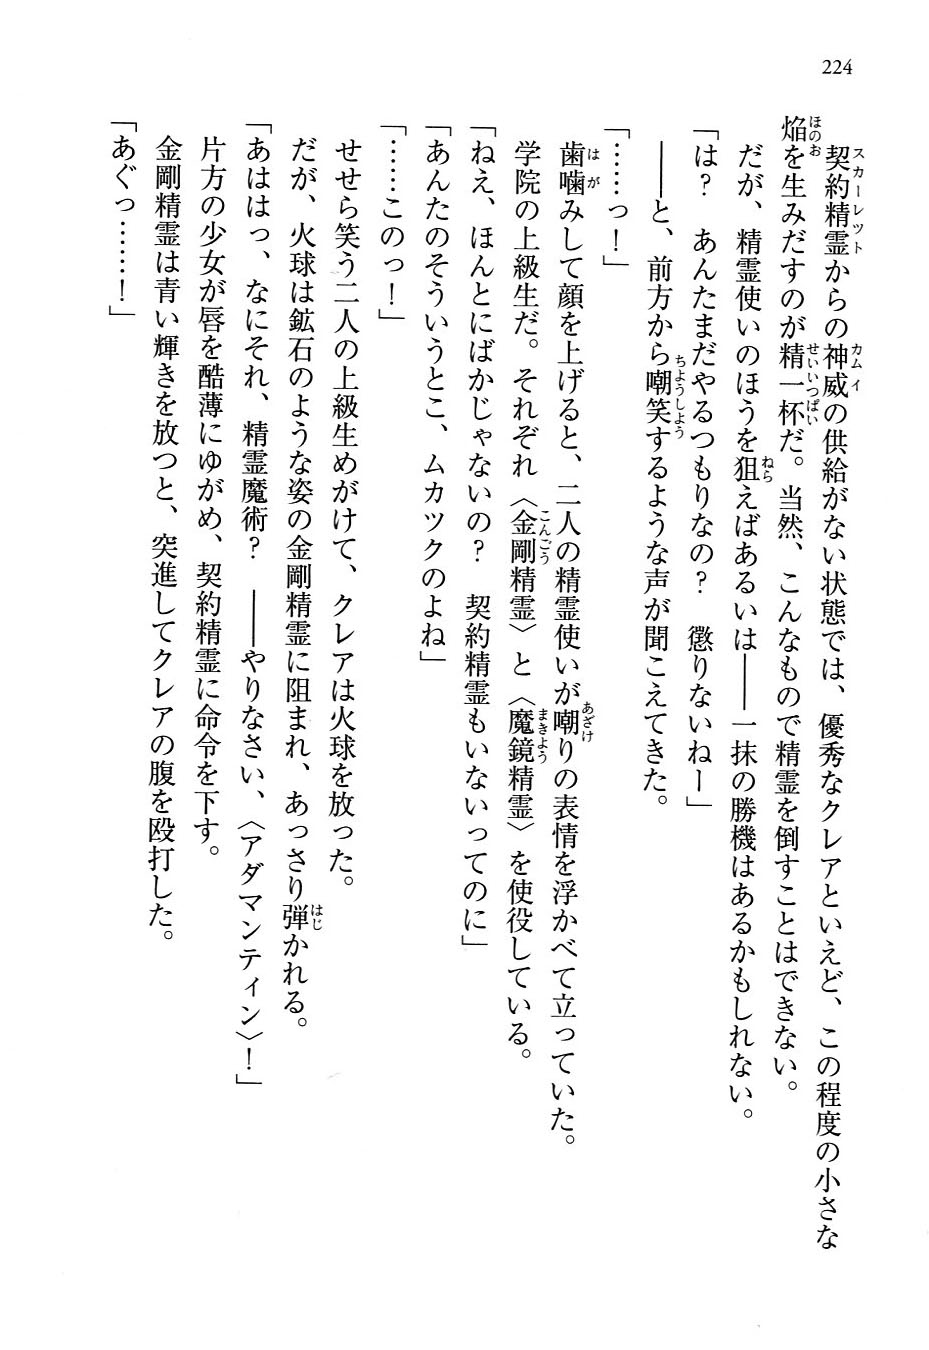 224
契約精霊からの神威の供給がない状態では、優秀なクレアといえど、この程度の小さな
焔を生みだすのが精一杯だ。当然、こんなもので精霊を倒すことはできない。
だが、精霊使いのほうを狙えばあるいは――一抹の勝機はあるかもしれない。
「は？　あんたまだやるつもりなの？　懲りないねー」
――と、前方から嘲笑するような声が聞こえてきた。
「……っ！」
歯噛みして顔を上げると、二人の精霊使いが嘲りの表情を浮かべて立っていた。
学院の上級生だ。それぞれ〈金剛精霊〉と〈魔鏡精霊〉を使役している。
「ねえ、ほんとにばかじゃないの？　契約精霊もいないってのに」
「あんたのそういうとこ、ムカツクのよね」
「……このっ！」
せせら笑う二人の上級生めがけて、クレアは火球を放った。
だが、火球は鉱石のような姿の金剛精霊に阻まれ、あっさり弾かれる。
「あははっ、なにそれ、精霊魔術？　――やりなさい、〈アダマンティン〉！」
片方の少女が唇を酷薄にゆがめ、契約精霊に命令を下す。
金剛精霊は青い輝きを放つと、突進してクレアの腹を殴打した。
「あぐっ……！」